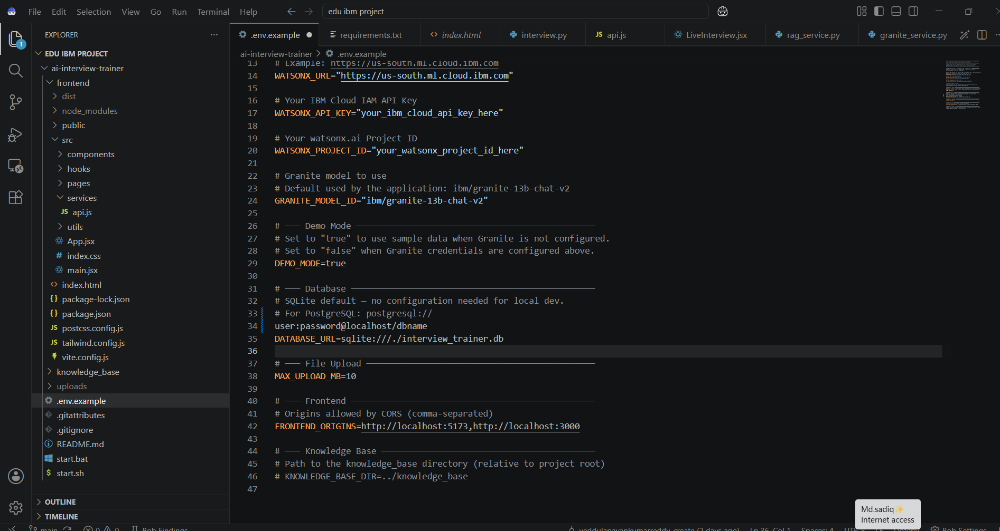 File Edit Selection View Go Run Terminal Help
edu ibm project
EXPLORER
1
EDU IBM PROJECT
ai-interview-trainer
frontend
dist
node_modules
public
src
components
hooks
pages
services
JS api.js
utils
App.jsx
# index.css
main.jsx
<> index.html
{} package-lock.json
{} package.json
JS postcss.config.js
JS tailwind.config.js
vite.config.js
knowledge_base
uploads
.env.example
.gitattributes
.gitignore
README.md
start.bat
$ start.sh
OUTLINE
TIMELINE
.env.example requirements.txt <> index.html interview.py JS api.js LiveInterview.jsx rag_service.py granite_service.py
ai-interview-trainer > .env.example
13 # Example: https://us-south.ml.cloud.ibm.com
14 WATSONX_URL="https://us-south.ml.cloud.ibm.com"
15
16 # Your IBM Cloud IAM API Key
17 WATSONX_API_KEY="your_ibm_cloud_api_key_here"
18
19 # Your watsonx.ai Project ID
20 WATSONX_PROJECT_ID="your_watsonx_project_id_here"
21
22 # Granite model to use
23 # Default used by the application: ibm/granite-13b-chat-v2
24 GRANITE_MODEL_ID="ibm/granite-13b-chat-v2"
25
26 # ─── Demo Mode ───────────────────────────────────────────────
27 # Set to "true" to use sample data when Granite is not configured.
28 # Set to "false" when Granite credentials are configured above.
29 DEMO_MODE=true
30
31 # ─── Database ────────────────────────────────────────────────
32 # SQLite default — no configuration needed for local dev.
33 # For PostgreSQL: postgresql://
34 user:password@localhost/dbname
35 DATABASE_URL=sqlite:///./interview_trainer.db
36
37 # ─── File Upload ─────────────────────────────────────────────
38 MAX_UPLOAD_MB=10
39
40 # ─── Frontend ────────────────────────────────────────────────
41 # Origins allowed by CORS (comma-separated)
42 FRONTEND_ORIGINS=http://localhost:5173,http://localhost:3000
43
44 # ─── Knowledge Base ──────────────────────────────────────────
45 # Path to the knowledge_base directory (relative to project root)
46 # KNOWLEDGE_BASE_DIR=../knowledge_base
47
Md.sadiq✨
Internet access
main 0 0 Bob Findings veddulapavankumarreddy-create (2 days ago) Ln 36, Col 1 Spaces: 4 Bob Settings